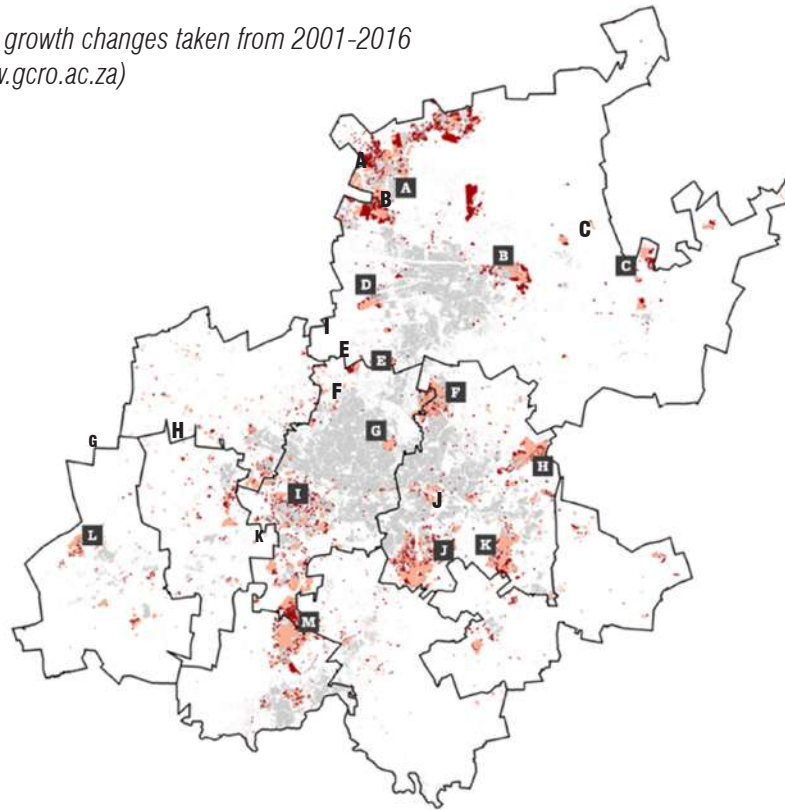 growth changes taken from 2001-2016
v.gcro.ac.za)
A
A
B
C
B
C
D
I
E
E
F
F
G
H
G
H
I
J
L
K
J
K
M